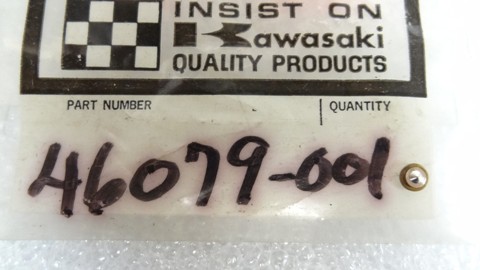 INSIST ON
Kawasaki
QUALITY PRODUCTS
PART NUMBER QUANTITY
46079-001